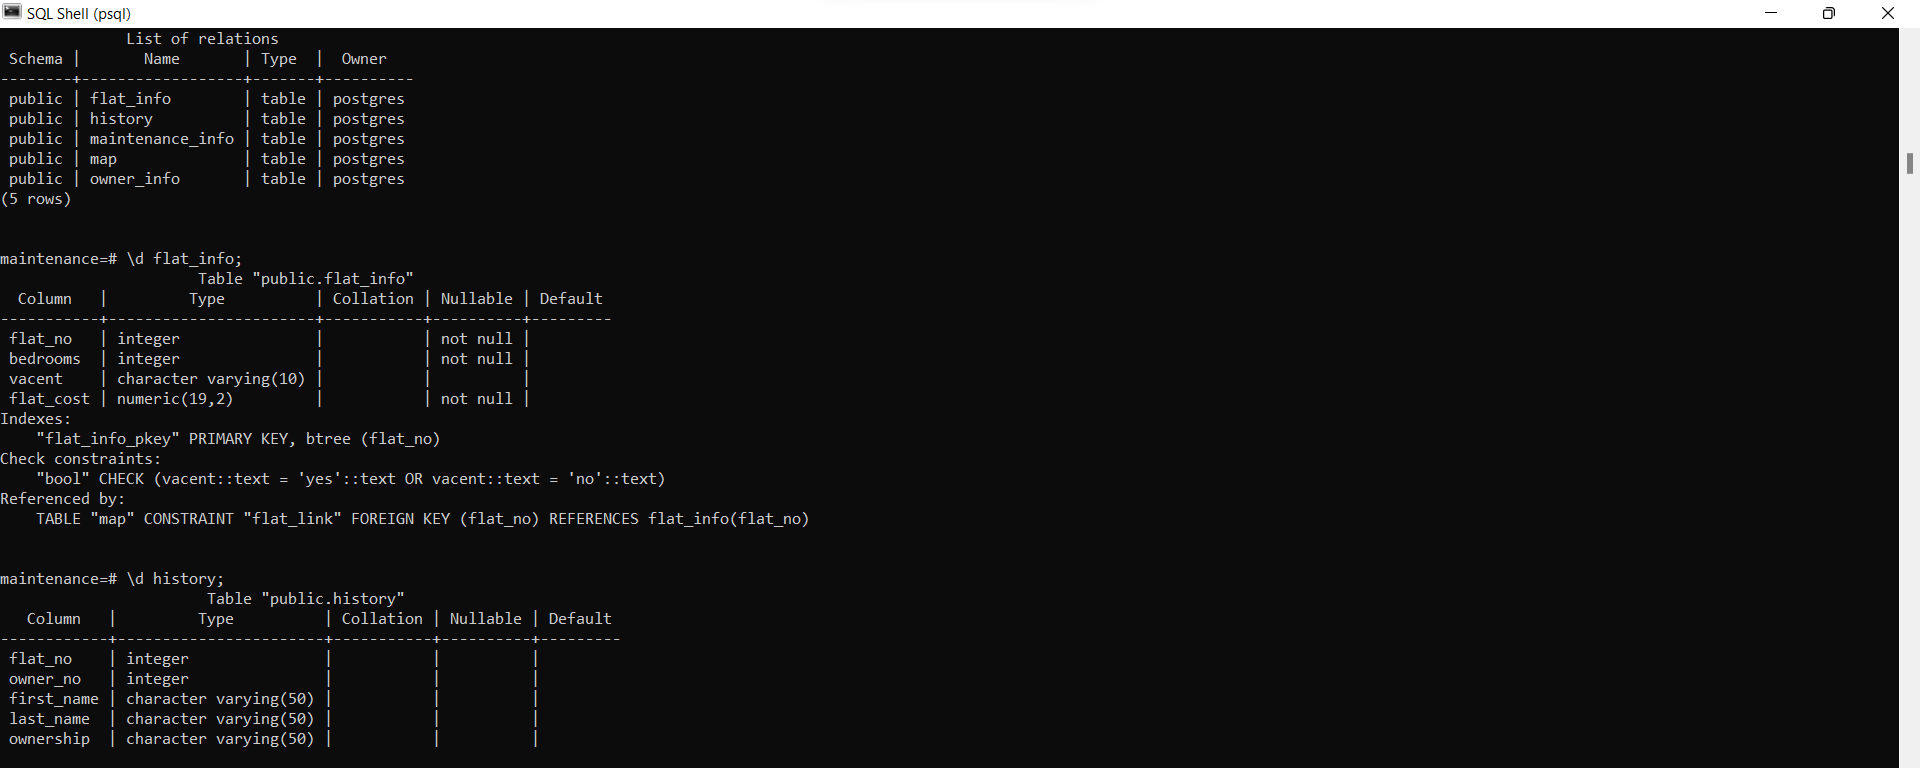 SQL Shell (psql)
              List of relations
 Schema |       Name       | Type  |  Owner
--------+------------------+-------+----------
 public | flat_info        | table | postgres
 public | history          | table | postgres
 public | maintenance_info | table | postgres
 public | map              | table | postgres
 public | owner_info       | table | postgres
(5 rows)
maintenance=# \d flat_info;
                      Table "public.flat_info"
  Column   |         Type          | Collation | Nullable | Default
-----------+-----------------------+-----------+----------+---------
 flat_no   | integer               |           | not null |
 bedrooms  | integer               |           | not null |
 vacent    | character varying(10) |           |          |
 flat_cost | numeric(19,2)         |           | not null |
Indexes:
    "flat_info_pkey" PRIMARY KEY, btree (flat_no)
Check constraints:
    "bool" CHECK (vacent::text = 'yes'::text OR vacent::text = 'no'::text)
Referenced by:
    TABLE "map" CONSTRAINT "flat_link" FOREIGN KEY (flat_no) REFERENCES flat_info(flat_no)
maintenance=# \d history;
                       Table "public.history"
   Column   |         Type          | Collation | Nullable | Default
------------+-----------------------+-----------+----------+---------
 flat_no    | integer               |           |          |
 owner_no   | integer               |           |          |
 first_name | character varying(50) |           |          |
 last_name  | character varying(50) |           |          |
 ownership  | character varying(50) |           |          |